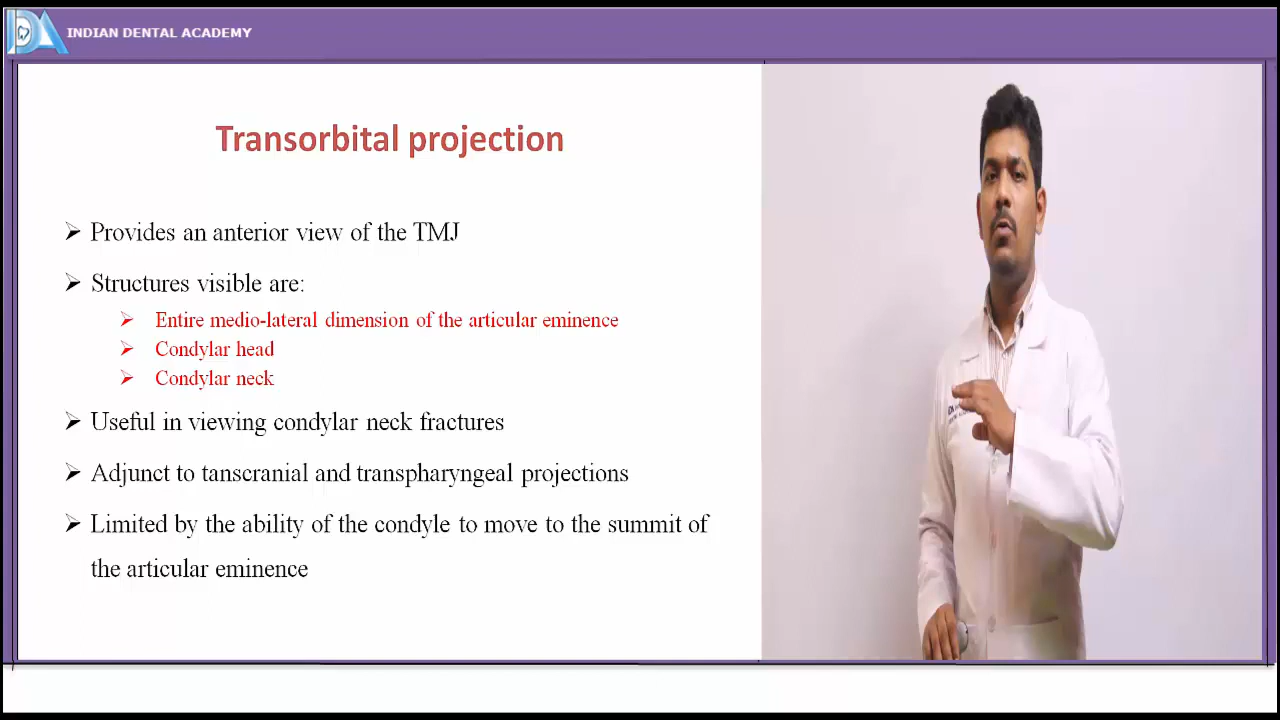 INDIAN DENTAL ACADEMY
Transorbital projection
➢ Provides an anterior view of the TMJ
➢ Structures visible are:
➢ Entire medio-lateral dimension of the articular eminence
➢ Condylar head
➢ Condylar neck
➢ Useful in viewing condylar neck fractures
➢ Adjunct to tanscranial and transpharyngeal projections
➢ Limited by the ability of the condyle to move to the summit of
the articular eminence